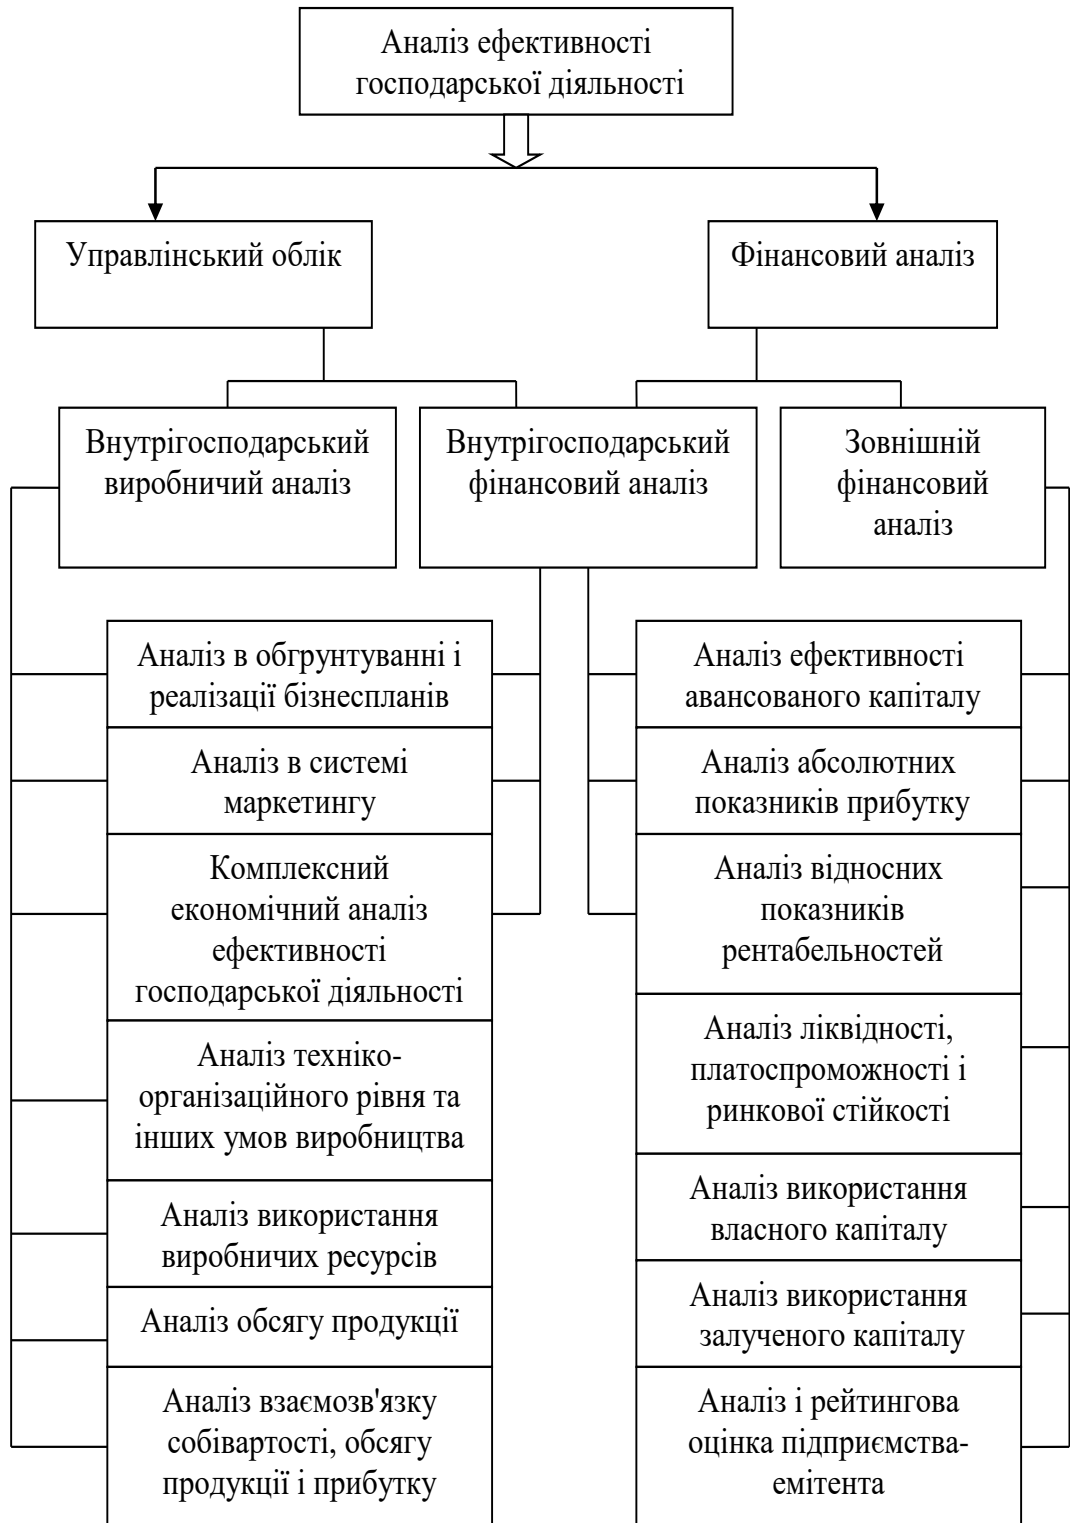 Аналіз ефективності
господарської діяльності
Управлінський облік
Фінансовий аналіз
Внутрігосподарський
виробничий аналіз
Внутрігосподарський
фінансовий аналіз
Зовнішній
фінансовий
аналіз
Аналіз в обгрунтуванні і
реалізації бізнеспланів
Аналіз в системі
маркетингу
Комплексний
економічний аналіз
ефективності
господарської діяльності
Аналіз техніко-
організаційного рівня та
інших умов виробництва
Аналіз використання
виробничих ресурсів
Аналіз обсягу продукції
Аналіз взаємозв'язку
собівартості, обсягу
продукції і прибутку
Аналіз ефективності
авансованого капіталу
Аналіз абсолютних
показників прибутку
Аналіз відносних
показників
рентабельностей
Аналіз ліквідності,
платоспроможності і
ринкової стійкості
Аналіз використання
власного капіталу
Аналіз використання
залученого капіталу
Аналіз і рейтингова
оцінка підприємства-
емітента